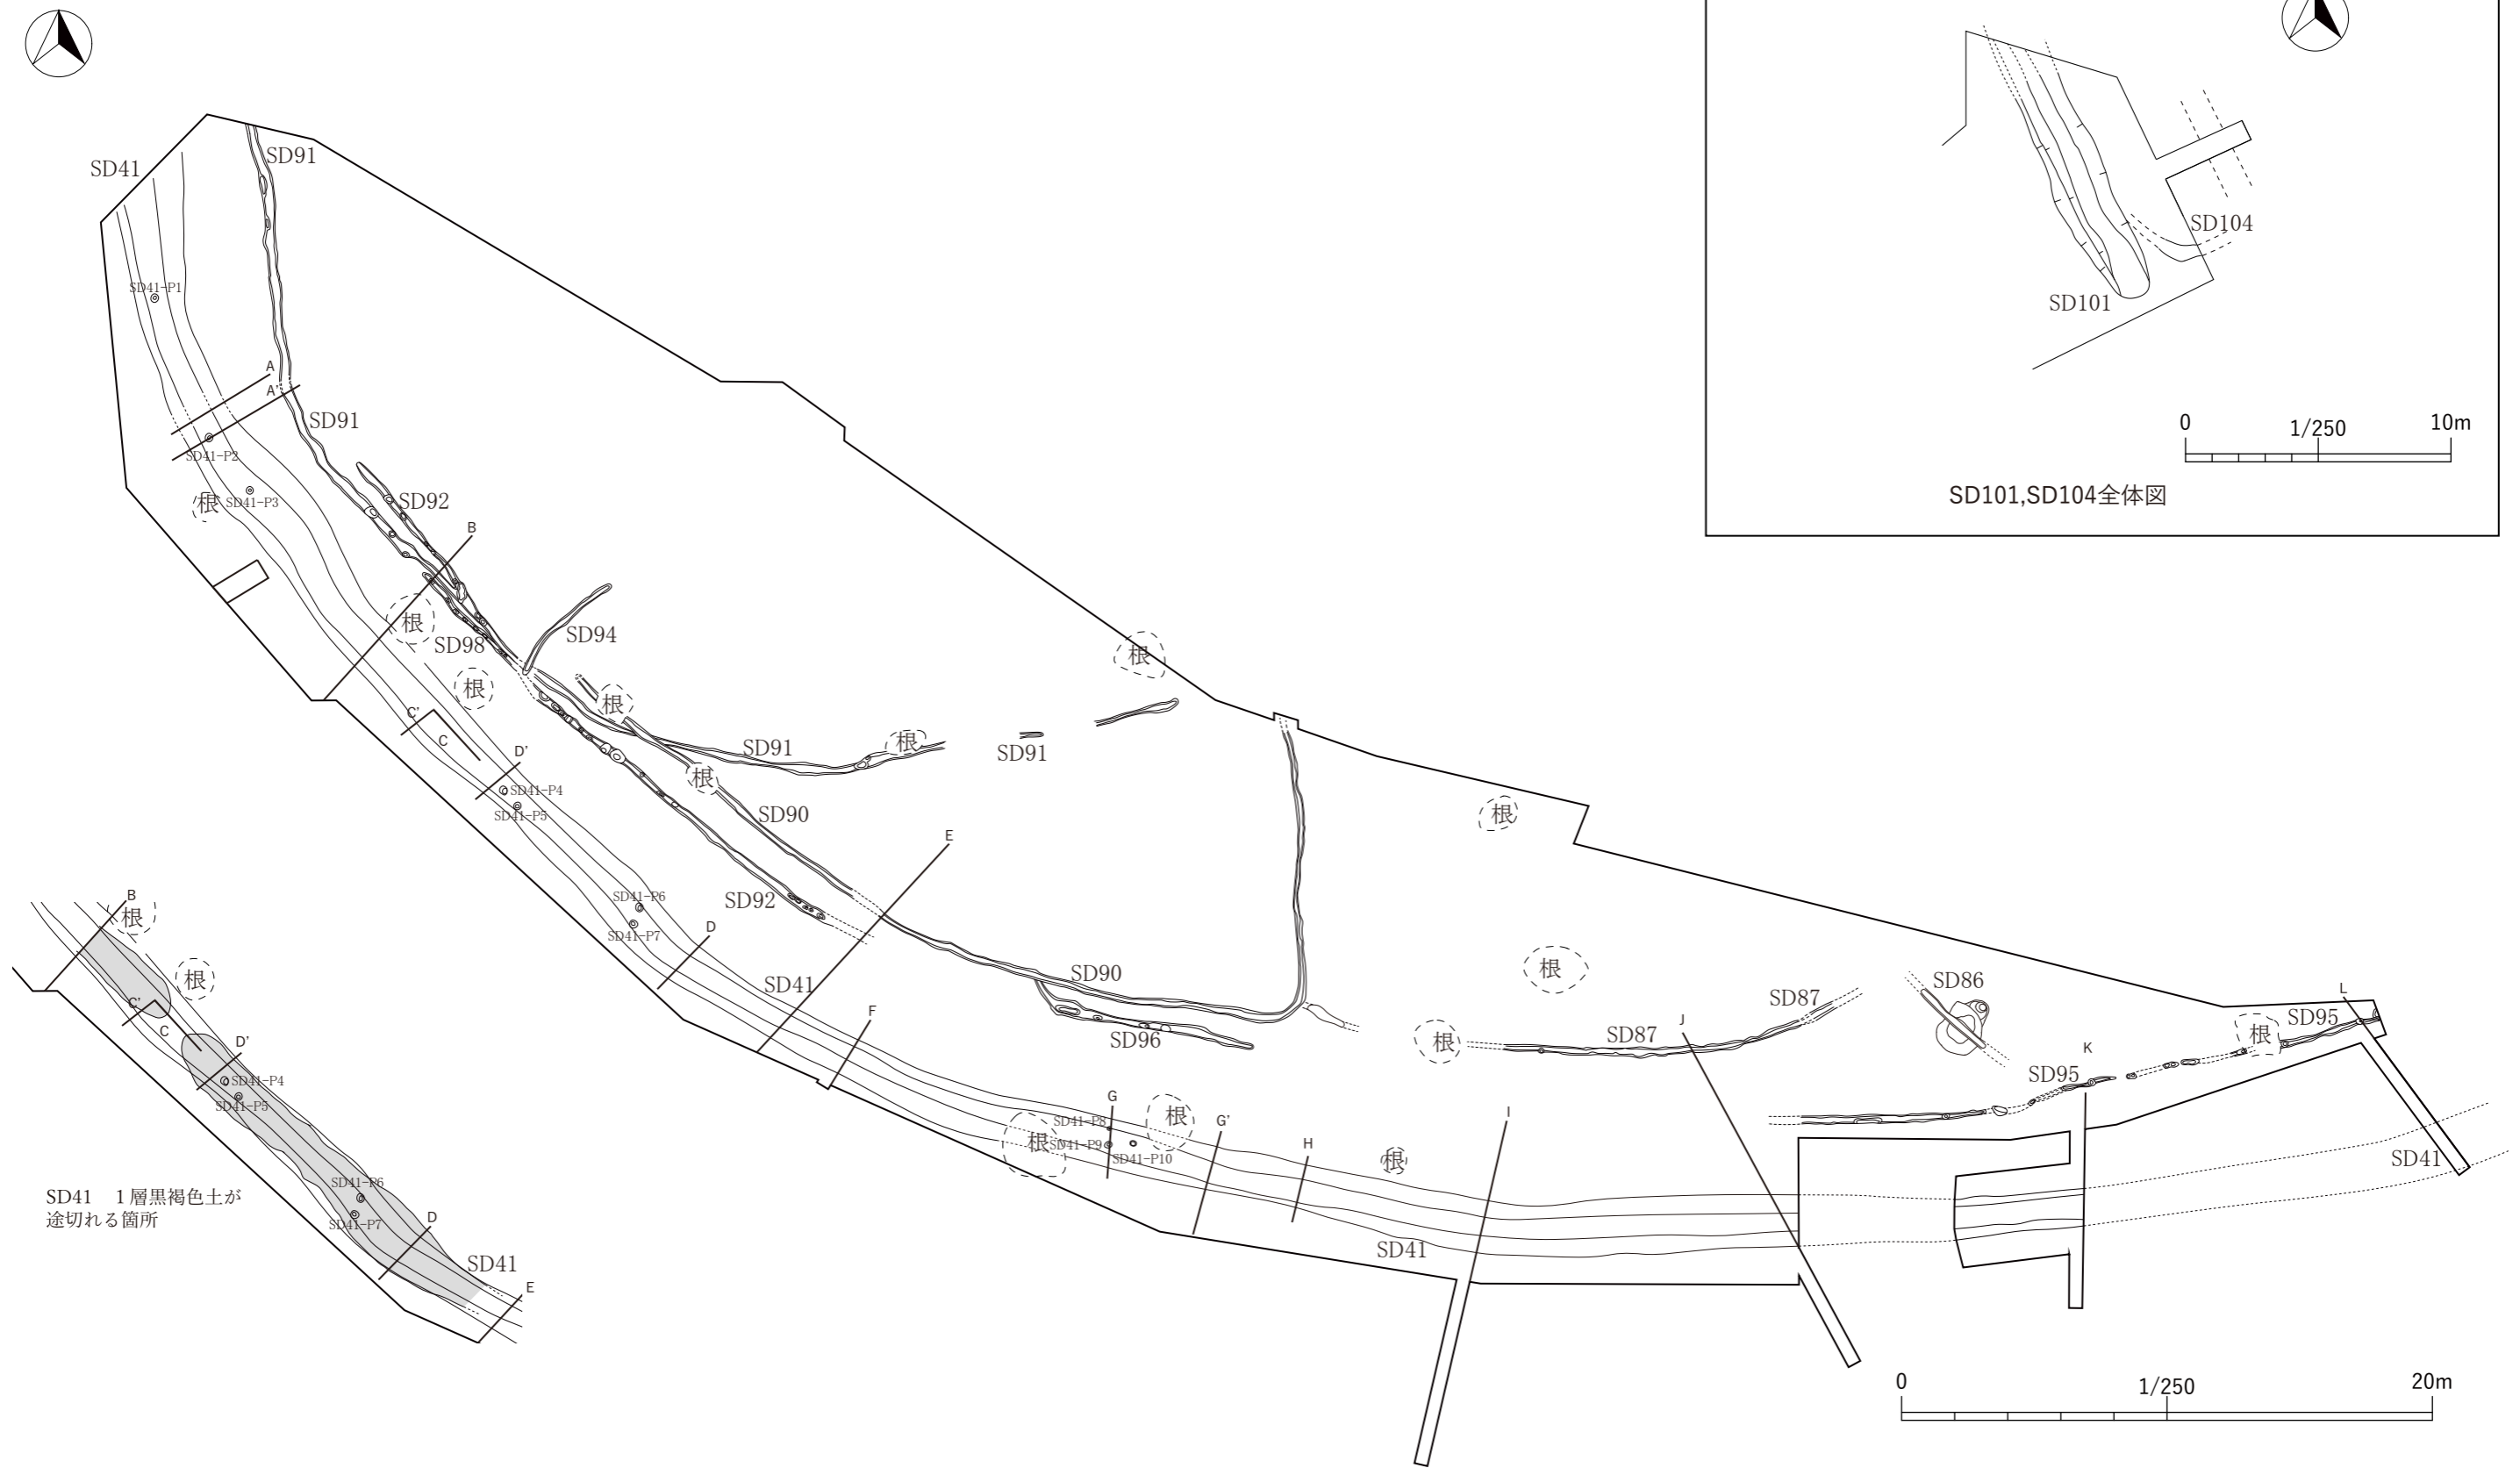 SD41
SD91
SD41-P1
A
A'
SD91
SD41-P2
根
SD41-P3
SD92
B
根
SD98
SD94
根
根
C'
C
D'
SD41-P4
SD41-P5
根
SD91
根
SD91
根
SD90
E
SD92
SD41-P6
SD41-P7
D
SD41
F
SD90
SD96
根
根
根
SD87
SD87
J
SD86
L
SD95
根
K
SD95
G
SD41-P8
根
SD41-P9
SD41-P10
根
G'
H
根
I
SD41
SD41
B
根
根
C'
C
D'
SD41-P4
SD41-P5
SD41-P6
SD41-P7
D
SD41
E
SD41　1層黒褐色土が
途切れる箇所
SD104
SD101
0
1/250
10m
SD101,SD104全体図
0
1/250
20m